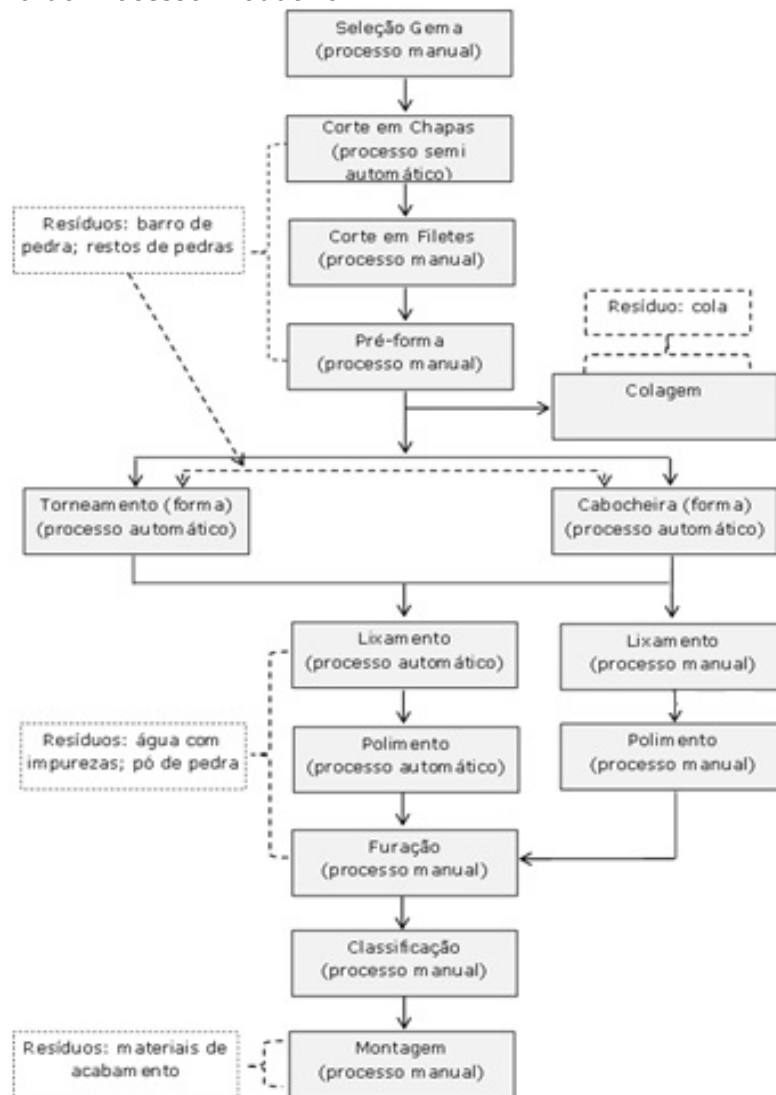 Seleção Gema
(processo manual)
Corte em Chapas
(processo semi
automático)
Resíduos: barro de
pedra; restos de pedras
Corte em Filetes
(processo manual)
Resíduo: cola
Pré-forma
(processo manual)
Colagem
Torneamento (forma)
(processo automático)
Cabocheira (forma)
(processo automático)
Lixamento
(processo automático)
Lixamento
(processo manual)
Resíduos: água com
impurezas; pó de pedra
Polimento
(processo automático)
Polimento
(processo manual)
Furação
(processo manual)
Classificação
(processo manual)
Resíduos: materiais de
acabamento
Montagem
(processo manual)